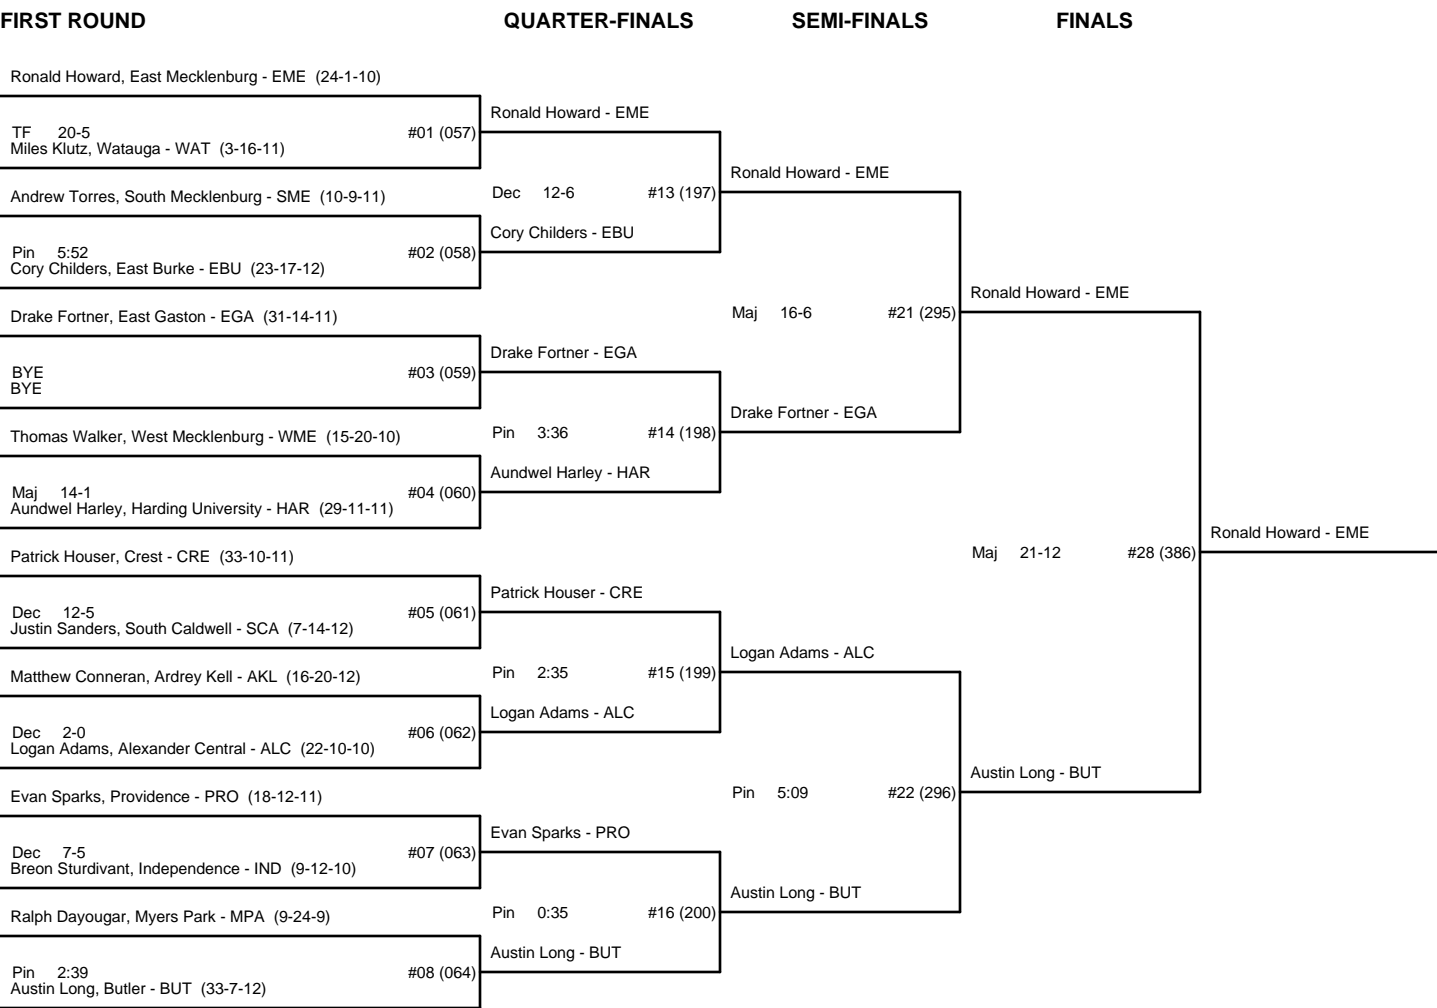 FIRST ROUND QUARTER-FINALS SEMI-FINALS FINALS
Ronald Howard, East Mecklenburg - EME (24-1-10)
TF 20-5 #01 (057)
Miles Klutz, Watauga - WAT (3-16-11)
Andrew Torres, South Mecklenburg - SME (10-9-11)
Pin 5:52 #02 (058)
Cory Childers, East Burke - EBU (23-17-12)
Drake Fortner, East Gaston - EGA (31-14-11)
BYE #03 (059)
BYE
Thomas Walker, West Mecklenburg - WME (15-20-10)
Maj 14-1 #04 (060)
Aundwel Harley, Harding University - HAR (29-11-11)
Patrick Houser, Crest - CRE (33-10-11)
Dec 12-5 #05 (061)
Justin Sanders, South Caldwell - SCA (7-14-12)
Matthew Conneran, Ardrey Kell - AKL (16-20-12)
Dec 2-0 #06 (062)
Logan Adams, Alexander Central - ALC (22-10-10)
Evan Sparks, Providence - PRO (18-12-11)
Dec 7-5 #07 (063)
Breon Sturdivant, Independence - IND (9-12-10)
Ralph Dayougar, Myers Park - MPA (9-24-9)
Pin 2:39 #08 (064)
Austin Long, Butler - BUT (33-7-12)
Ronald Howard - EME
Dec 12-6 #13 (197)
Cory Childers - EBU
Drake Fortner - EGA
Pin 3:36 #14 (198)
Aundwel Harley - HAR
Patrick Houser - CRE
Pin 2:35 #15 (199)
Logan Adams - ALC
Evan Sparks - PRO
Pin 0:35 #16 (200)
Austin Long - BUT
Ronald Howard - EME
Maj 16-6 #21 (295)
Drake Fortner - EGA
Logan Adams - ALC
Pin 5:09 #22 (296)
Austin Long - BUT
Ronald Howard - EME
Maj 21-12 #28 (386)
Austin Long - BUT
Ronald Howard - EME